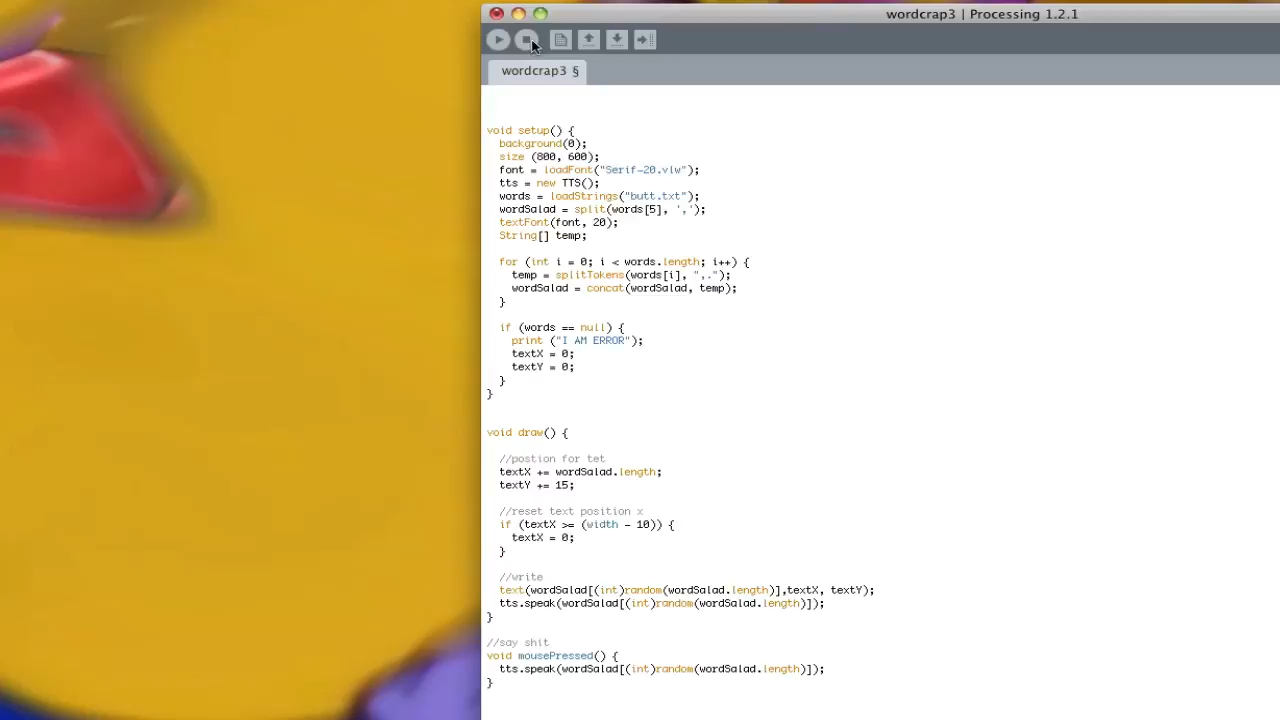 wordcrap3 | Processing 1.2.1
wordcrap3 §
void setup() {
background(0);
size (800, 600);
font = loadFont("Serif-20.vlw");
tts = new TTS();
words = loadStrings("butt.txt");
wordSalad = split(words[5], ',');
textFont(font, 20);
String[] temp;
for (int i = 0; i < words.length; i++) {
temp = splitTokens(words[i], ",.");
wordSalad = concat(wordSalad, temp);
}
if (words == null) {
print ("I AM ERROR");
textX = 0;
textY = 0;
}
}
void draw() {
//postion for tet
textX += wordSalad.length;
textY += 15;
//reset text position x
if (textX >= (width - 10)) {
textX = 0;
}
//write
text(wordSalad[(int)random(wordSalad.length)],textX, textY);
tts.speak(wordSalad[(int)random(wordSalad.length)]);
}
//say shit
void mousePressed() {
tts.speak(wordSalad[(int)random(wordSalad.length)]);
}